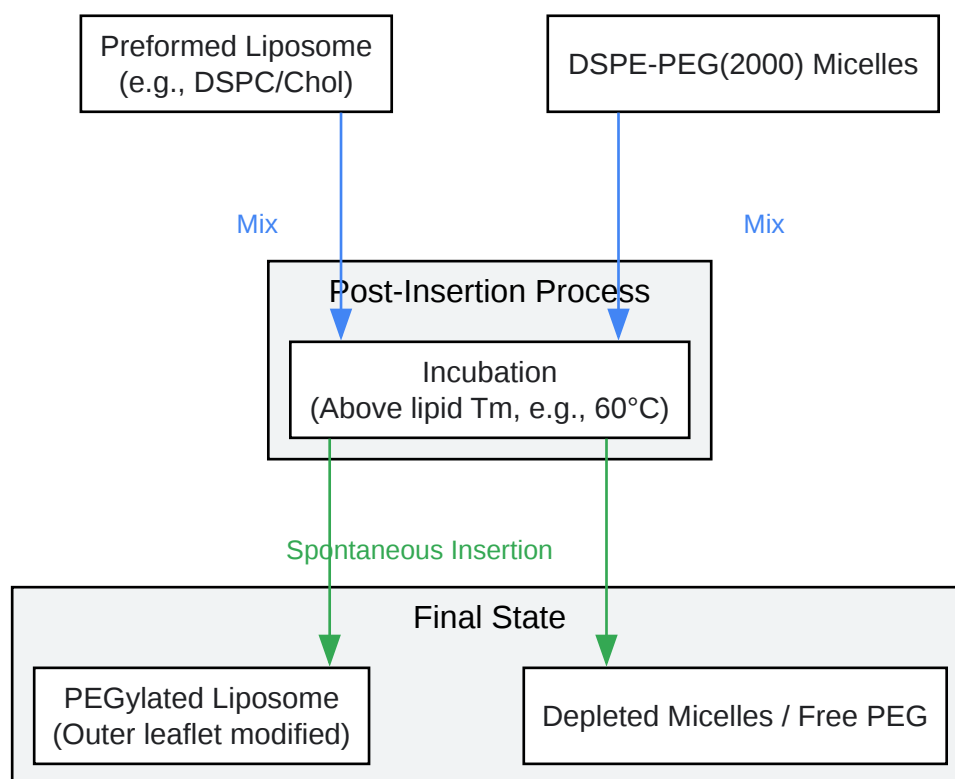 Preformed Liposome
(e.g., DSPC/Chol)
DSPE-PEG(2000) Micelles
Mix
Mix
Post-Insertion Process
Incubation
(Above lipid Tm, e.g., 60°C)
Spontaneous Insertion
Final State
PEGylated Liposome
(Outer leaflet modified)
Depleted Micelles / Free PEG